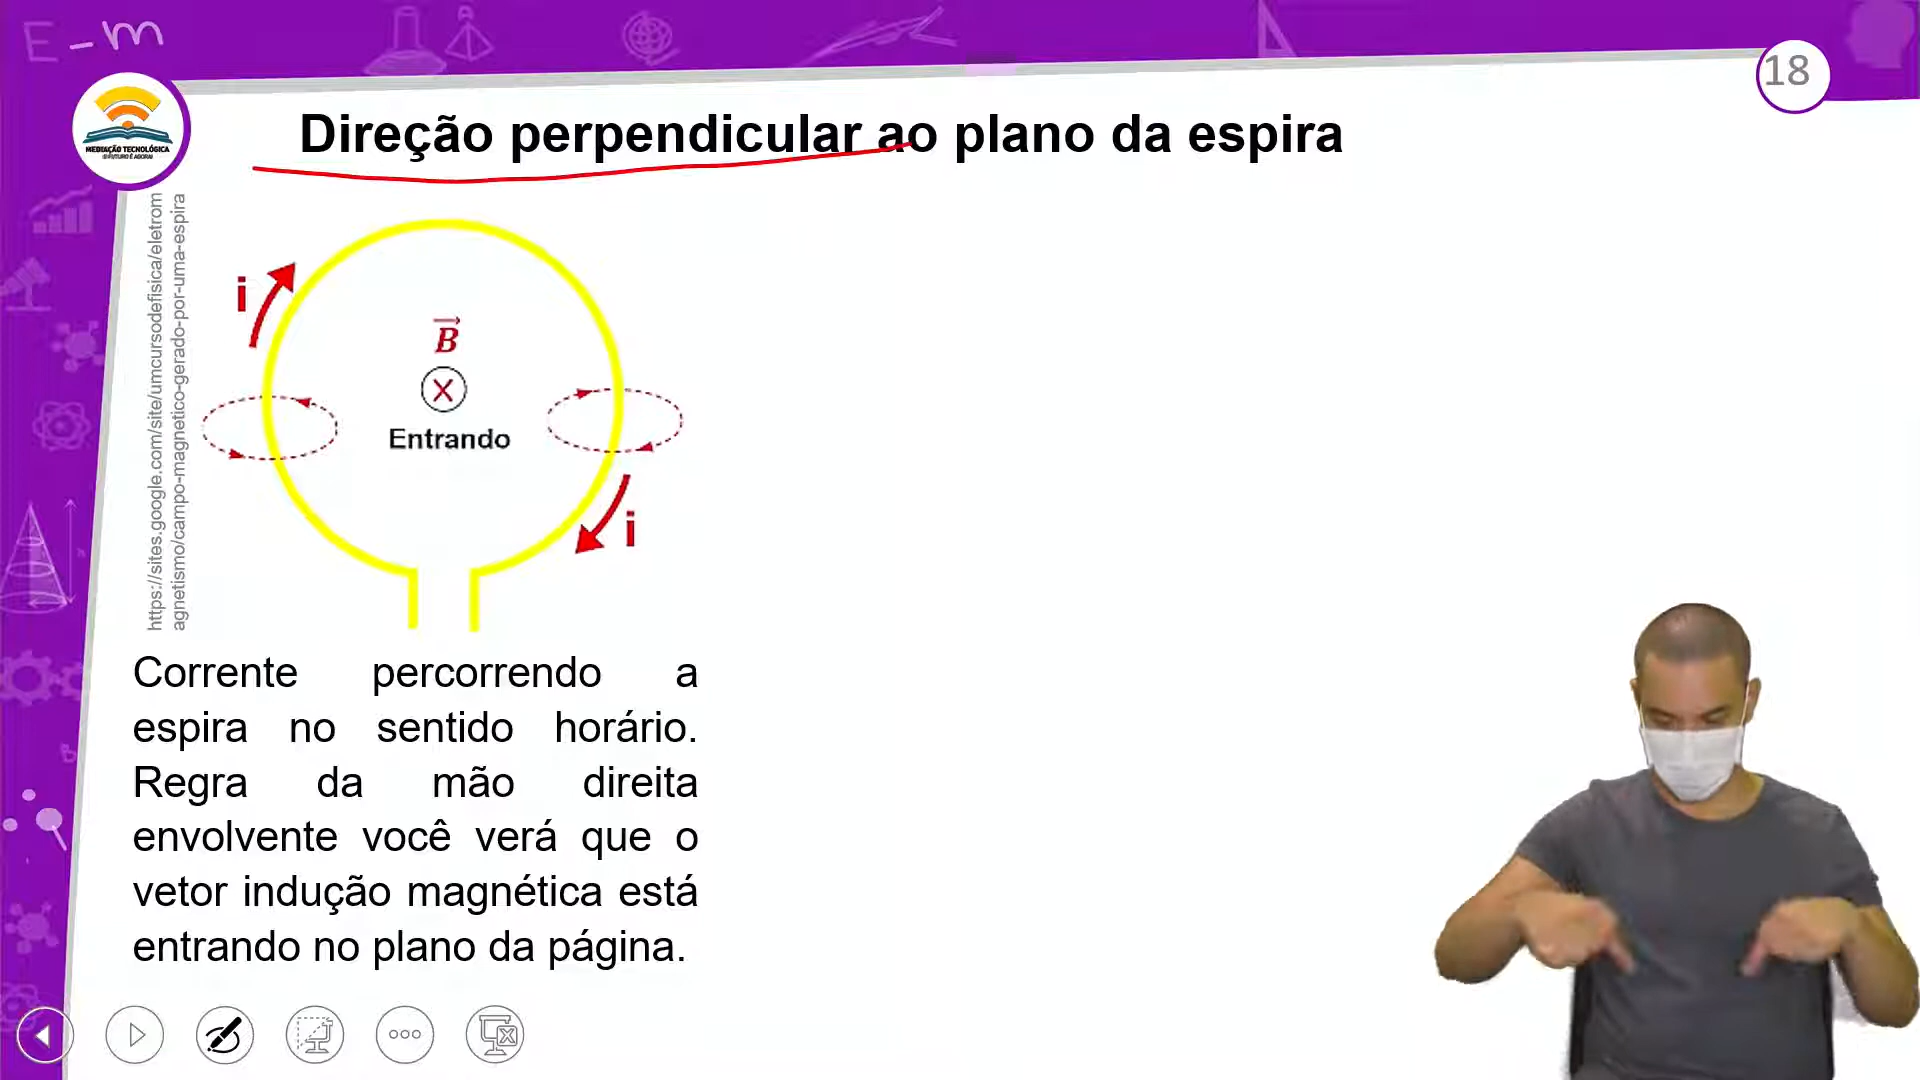 E-m
18
MEDIAÇÃO TECNOLÓGICA
Direção perpendicular ao plano da espira
https://sites.google.com/site/umcursodefisica/eletrom
agnetismo/campo-magnetico-gerado-por-uma-espira
i
B
X
Entrando
i
Corrente percorrendo a
espira no sentido horário.
Regra da mão direita
envolvente você verá que o
vetor indução magnética está
entrando no plano da página.